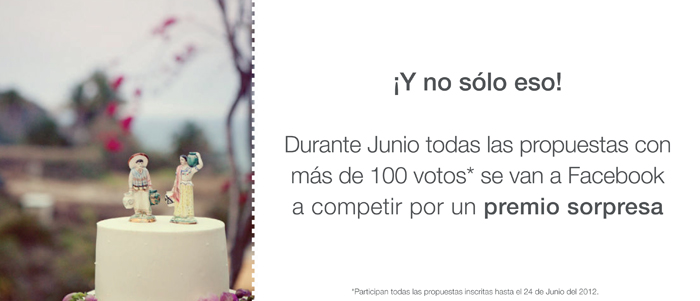 ¡Y no sólo eso!
Durante Junio todas las propuestas con
más de 100 votos* se van a Facebook
a competir por un premio sorpresa
*Participan todas las propuestas inscritas hasta el 24 de Junio del 2012.